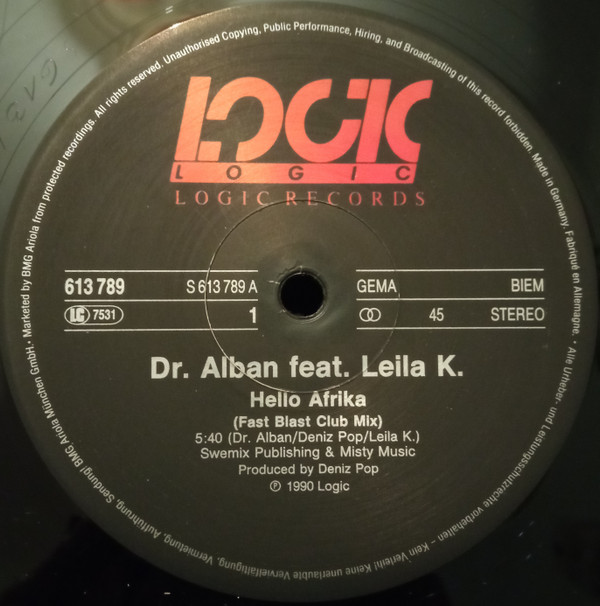 All rights reserved. Unauthorised Copying, Public Performance, Hiring, and Broadcasting of this record forbidden. Made in Germany. Fabriqué en Allemagne. • Alle Urheber- und Leistungsschutzrechte vorbehalten – Kein Verleih! Keine unerlaubte Vervielfältigung, Vermietung, Aufführung, Sendung! BMG Ariola München GmbH. • Marketed by BMG Ariola from protected recordings.
LOGIC
LOGIC
LOGIC RECORDS
613 789 S 613 789 A GEMA BIEM
LC 7531 1 45 STEREO
Dr. Alban feat. Leila K.
Hello Afrika
(Fast Blast Club Mix)
5:40 (Dr. Alban/Deniz Pop/Leila K.)
Swemix Publishing & Misty Music
Produced by Deniz Pop
℗ 1990 Logic